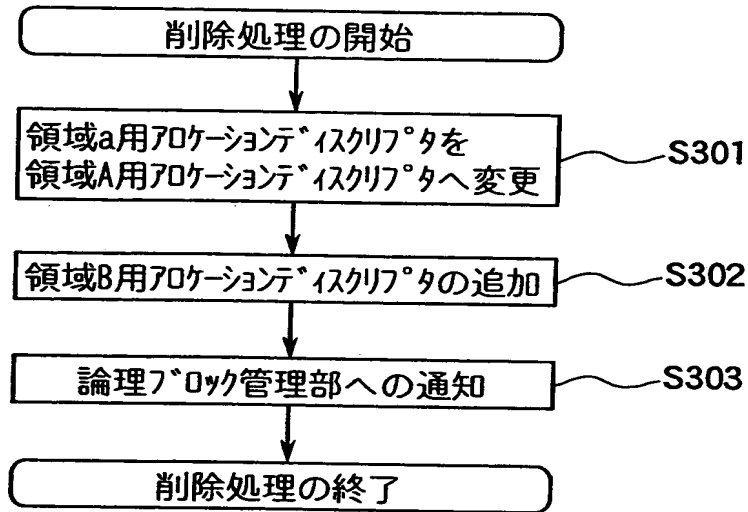 削除処理の開始
領域a用ｱﾛｹｰｼｮﾝﾃﾞｨｽｸﾘﾌﾟﾀを
領域A用ｱﾛｹｰｼｮﾝﾃﾞｨｽｸﾘﾌﾟﾀへ変更
S301
領域B用ｱﾛｹｰｼｮﾝﾃﾞｨｽｸﾘﾌﾟﾀの追加
S302
論理ﾌﾞﾛｯｸ管理部への通知
S303
削除処理の終了